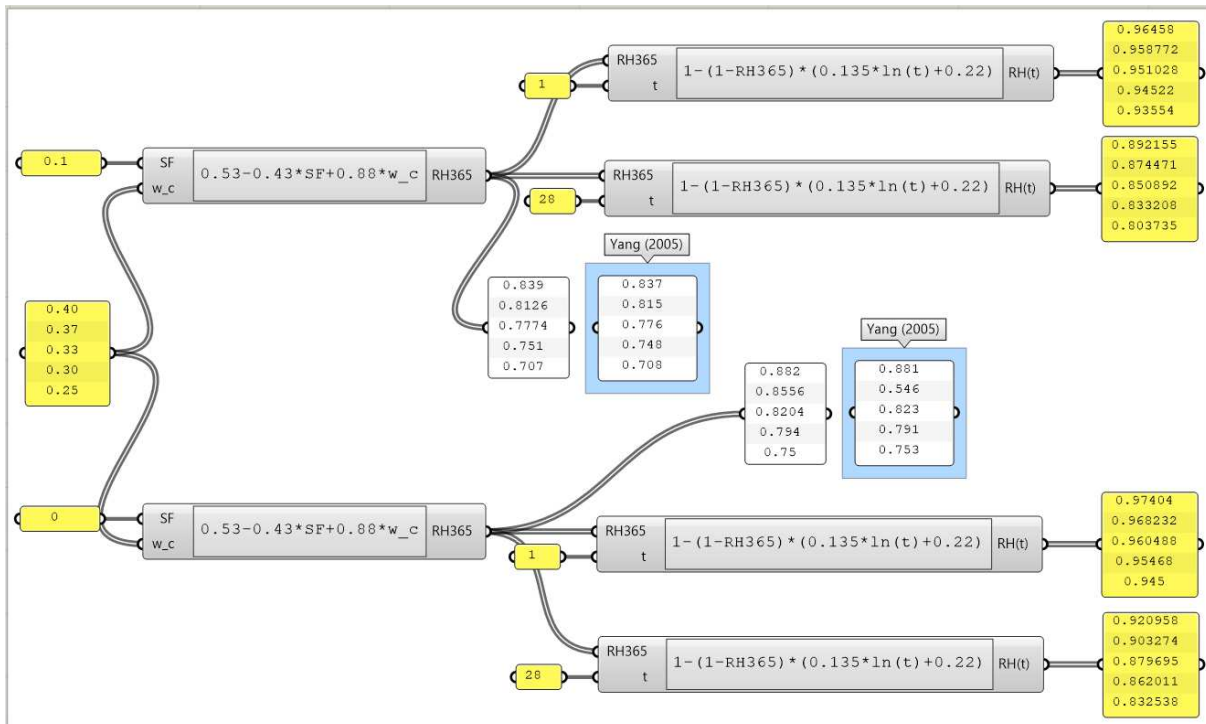 0.1
SF
w_c
0.53-0.43*SF+0.88*w_c
RH365
1
RH365
t
1-(1-RH365)*(0.135*ln(t)+0.22)
RH(t)
0.96458
0.958772
0.951028
0.94522
0.93554
28
RH365
t
1-(1-RH365)*(0.135*ln(t)+0.22)
RH(t)
0.892155
0.874471
0.850892
0.833208
0.803735
0.40
0.37
0.33
0.30
0.25
0.839
0.8126
0.7774
0.751
0.707
Yang (2005)
0.837
0.815
0.776
0.748
0.708
0.882
0.8556
0.8204
0.794
0.75
Yang (2005)
0.881
0.546
0.823
0.791
0.753
0
SF
w_c
0.53-0.43*SF+0.88*w_c
RH365
1
RH365
t
1-(1-RH365)*(0.135*ln(t)+0.22)
RH(t)
0.97404
0.968232
0.960488
0.95468
0.945
28
RH365
t
1-(1-RH365)*(0.135*ln(t)+0.22)
RH(t)
0.920958
0.903274
0.879695
0.862011
0.832538